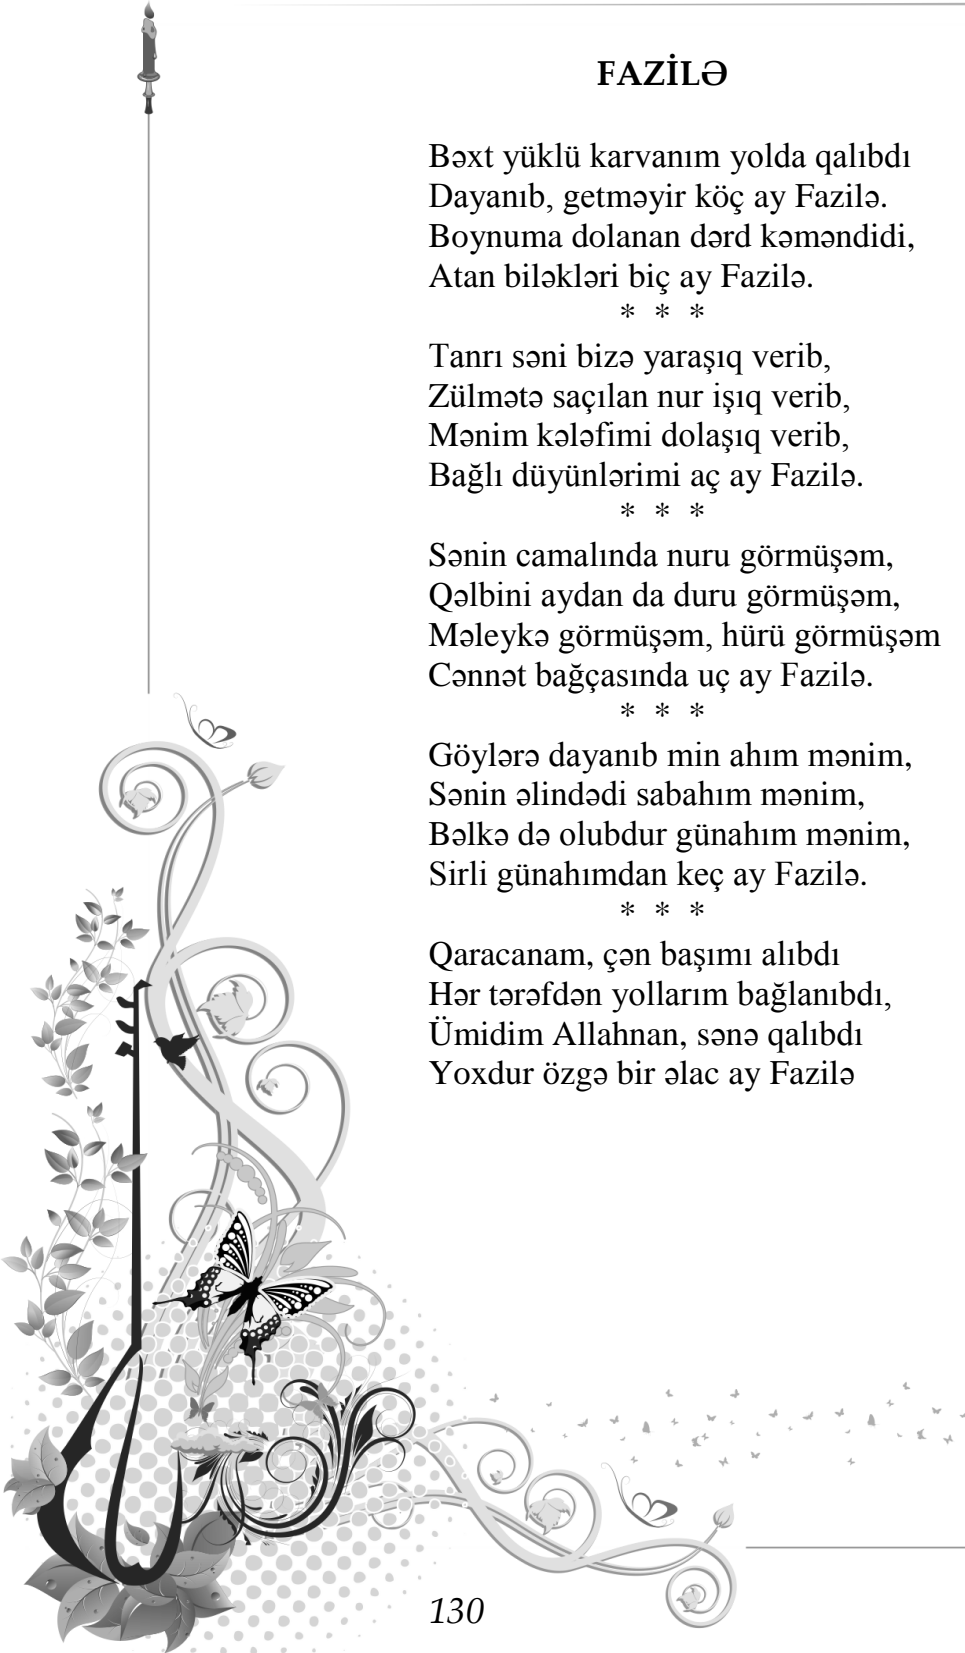 FAZİLƏ
Bəxt yüklü karvanım yolda qalıbdı
Dayanıb, getməyir köç ay Fazilə.
Boynuma dolanan dərd kəməndidi,
Atan biləkləri biç ay Fazilə.
* * *
Tanrı səni bizə yaraşıq verib,
Zülmətə saçılan nur işıq verib,
Mənim kələfimi dolaşıq verib,
Bağlı düyünlərimi aç ay Fazilə.
* * *
Sənin camalında nuru görmüşəm,
Qəlbini aydan da duru görmüşəm,
Məleykə görmüşəm, hürü görmüşəm
Cənnət bağçasında uç ay Fazilə.
* * *
Göylərə dayanıb min ahım mənim,
Sənin əlindədi sabahım mənim,
Bəlkə də olubdur günahım mənim,
Sirli günahımdan keç ay Fazilə.
* * *
Qaracanam, çən başımı alıbdı
Hər tərəfdən yollarım bağlanıbdı,
Ümidim Allahnan, sənə qalıbdı
Yoxdur özgə bir əlac ay Fazilə
130